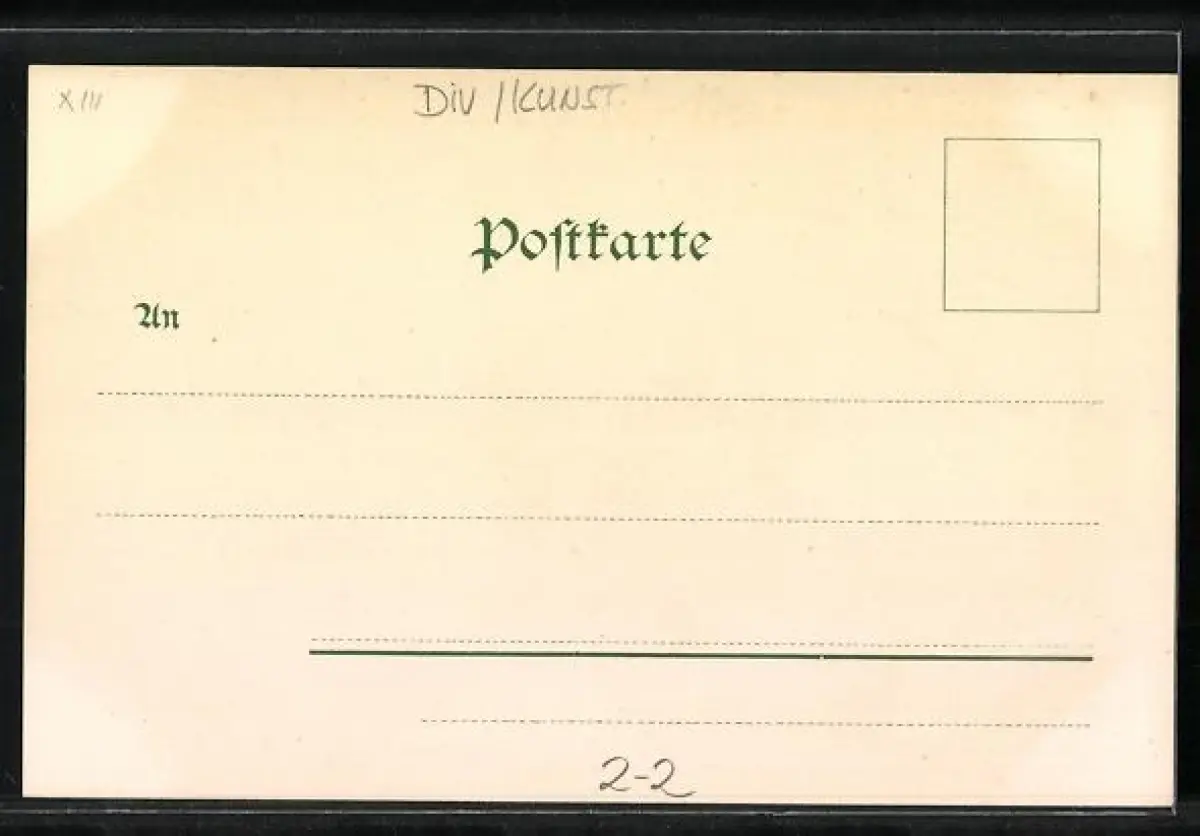 X III
DIV / KUNST.
Postkarte
An
2-2